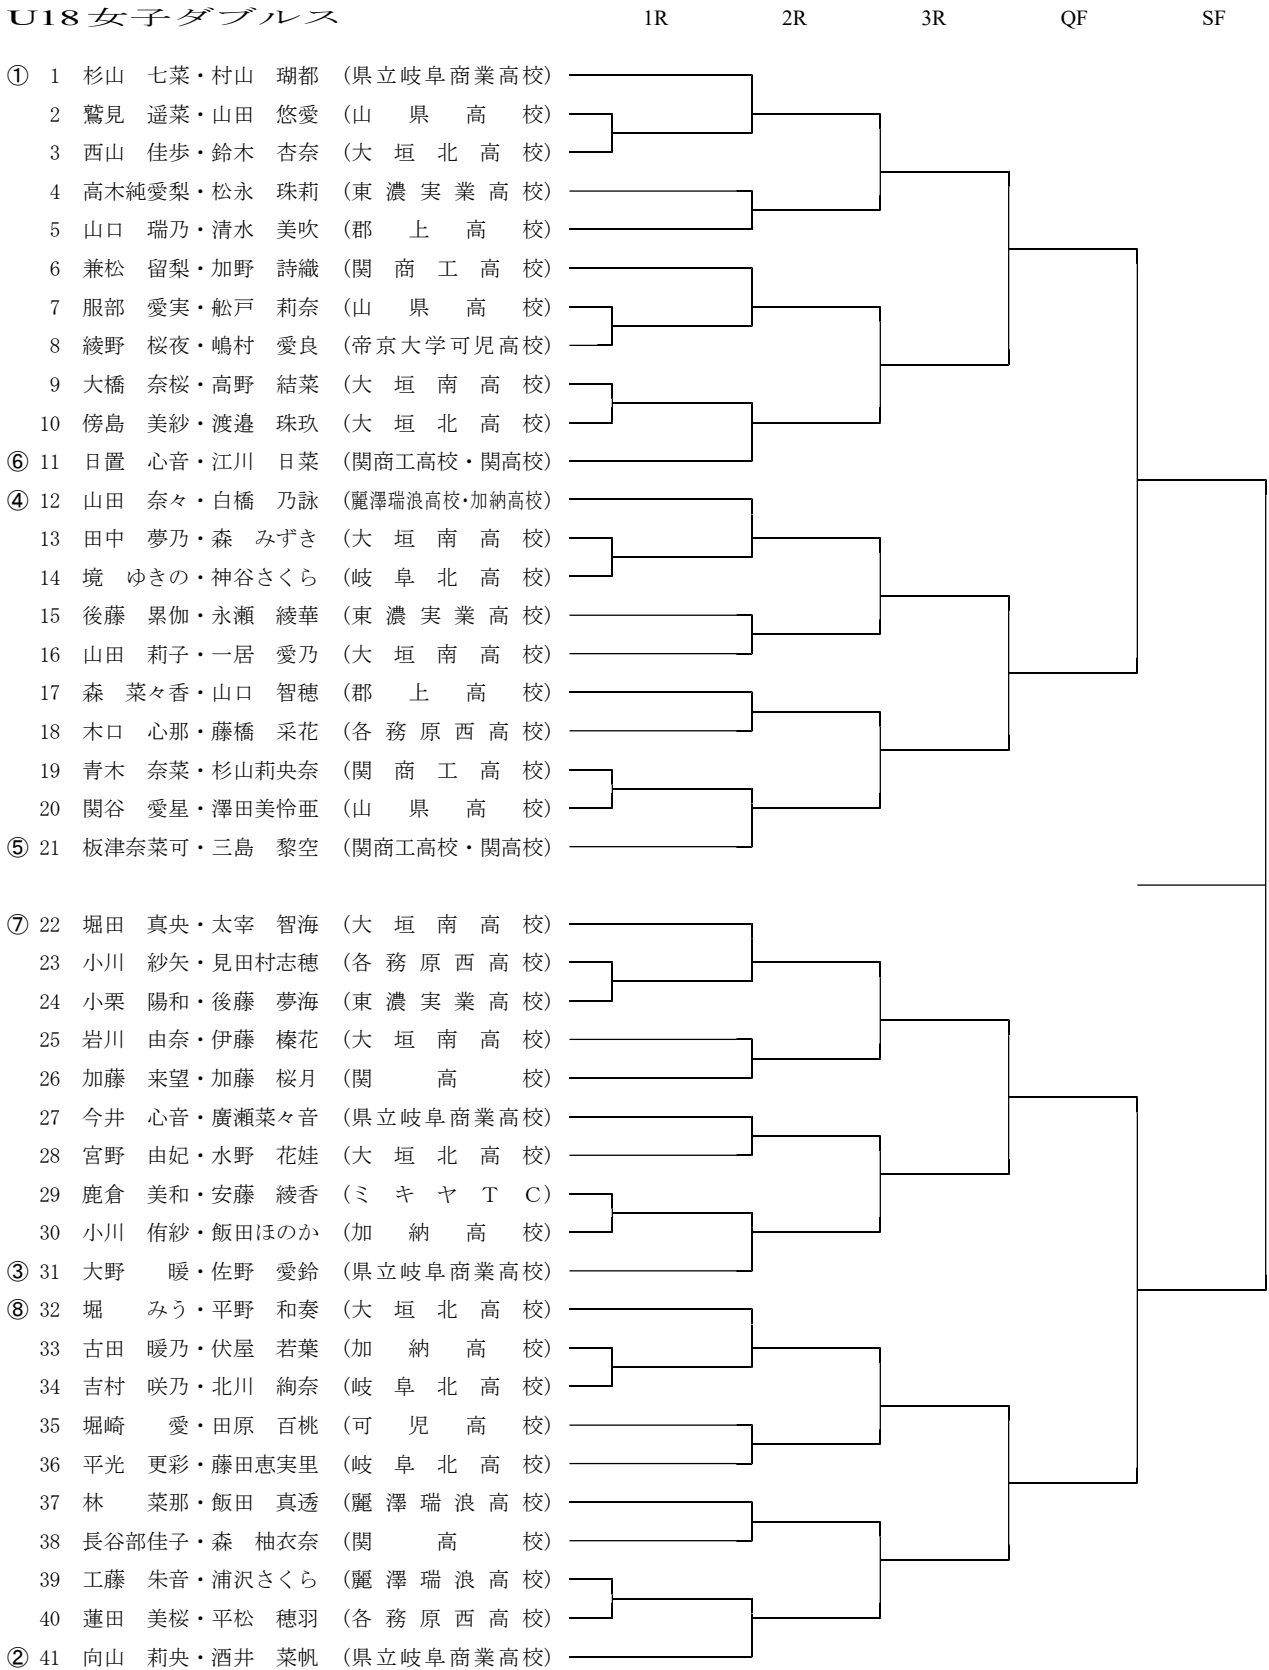 U18女子ダブルス 1R 2R 3R QF SF
① 1 杉山 七菜・村山 瑚都 (県立岐阜商業高校)
2 鷲見 遥菜・山田 悠愛 (山県高校)
3 西山 佳歩・鈴木 杏奈 (大垣北高校)
4 高木純愛梨・松永 珠莉 (東濃実業高校)
5 山口 瑞乃・清水 美吹 (郡上高校)
6 兼松 留梨・加野 詩織 (関商工高校)
7 服部 愛実・舩戸 莉奈 (山県高校)
8 綾野 桜夜・嶋村 愛良 (帝京大学可児高校)
9 大橋 奈桜・高野 結菜 (大垣南高校)
10 傍島 美紗・渡邉 珠玖 (大垣北高校)
⑥ 11 日置 心音・江川 日菜 (関商工高校・関高校)
④ 12 山田 奈々・白橋 乃詠 (麗澤瑞浪高校・加納高校)
13 田中 夢乃・森 みずき (大垣南高校)
14 境 ゆきの・神谷さくら (岐阜北高校)
15 後藤 累伽・永瀬 綾華 (東濃実業高校)
16 山田 莉子・一居 愛乃 (大垣南高校)
17 森 菜々香・山口 智穂 (郡上高校)
18 木口 心那・藤橋 采花 (各務原西高校)
19 青木 奈菜・杉山莉央奈 (関商工高校)
20 関谷 愛星・澤田美怜亜 (山県高校)
⑤ 21 板津奈菜可・三島 黎空 (関商工高校・関高校)
⑦ 22 堀田 真央・太宰 智海 (大垣南高校)
23 小川 紗矢・見田村志穂 (各務原西高校)
24 小栗 陽和・後藤 夢海 (東濃実業高校)
25 岩川 由奈・伊藤 榛花 (大垣南高校)
26 加藤 来望・加藤 桜月 (関高校)
27 今井 心音・廣瀬菜々音 (県立岐阜商業高校)
28 宮野 由妃・水野 花娃 (大垣北高校)
29 鹿倉 美和・安藤 綾香 (ミキヤTC)
30 小川 侑紗・飯田ほのか (加納高校)
③ 31 大野 暖・佐野 愛鈴 (県立岐阜商業高校)
⑧ 32 堀 みう・平野 和奏 (大垣北高校)
33 古田 暖乃・伏屋 若葉 (加納高校)
34 吉村 咲乃・北川 絢奈 (岐阜北高校)
35 堀崎 愛・田原 百桃 (可児高校)
36 平光 更彩・藤田恵実里 (岐阜北高校)
37 林 菜那・飯田 真透 (麗澤瑞浪高校)
38 長谷部佳子・森 柚衣奈 (関高校)
39 工藤 朱音・浦沢さくら (麗澤瑞浪高校)
40 蓮田 美桜・平松 穂羽 (各務原西高校)
② 41 向山 莉央・酒井 菜帆 (県立岐阜商業高校)